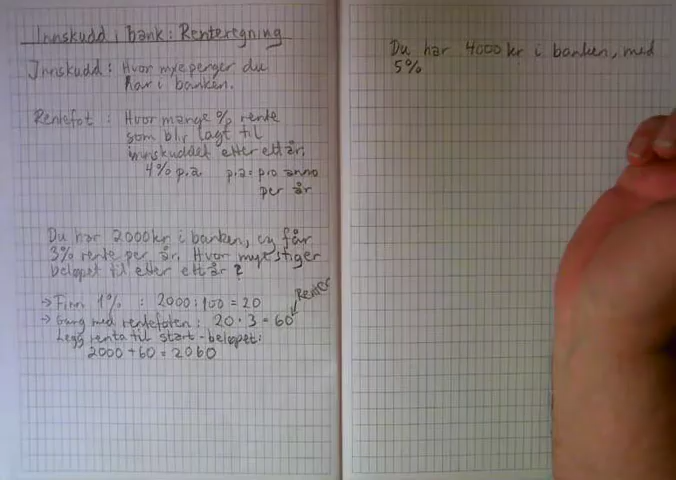 Innskudd i bank: Renteregning
Innskudd: Hvor mye penger du
har i banken.
Rentefot: Hvor mange % rente
som blir lagt til
innskuddet etter ett år.
4% p.a p.a = pro anno
per år
Du har 2000kr i banken, og får
3% rente per år. Hvor mye stiger
beløpet til etter ett år?
→ Finn 1% : 2000:100 = 20
→ Gang med rentefoten: 20 · 3 = 60
Renter
Legg renta til start-beløpet:
2000 + 60 = 2060
Du har 4000kr i banken, med
5%